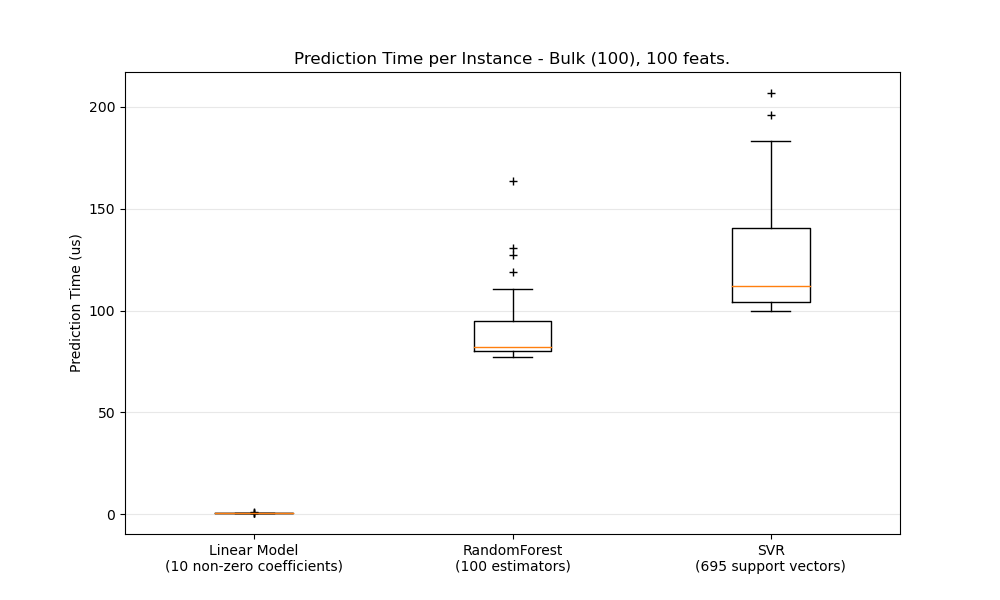 Prediction Time per Instance - Bulk (100), 100 feats.
Prediction Time (us)
200
150
100
50
0
Linear Model
(10 non-zero coefficients)
RandomForest
(100 estimators)
SVR
(695 support vectors)